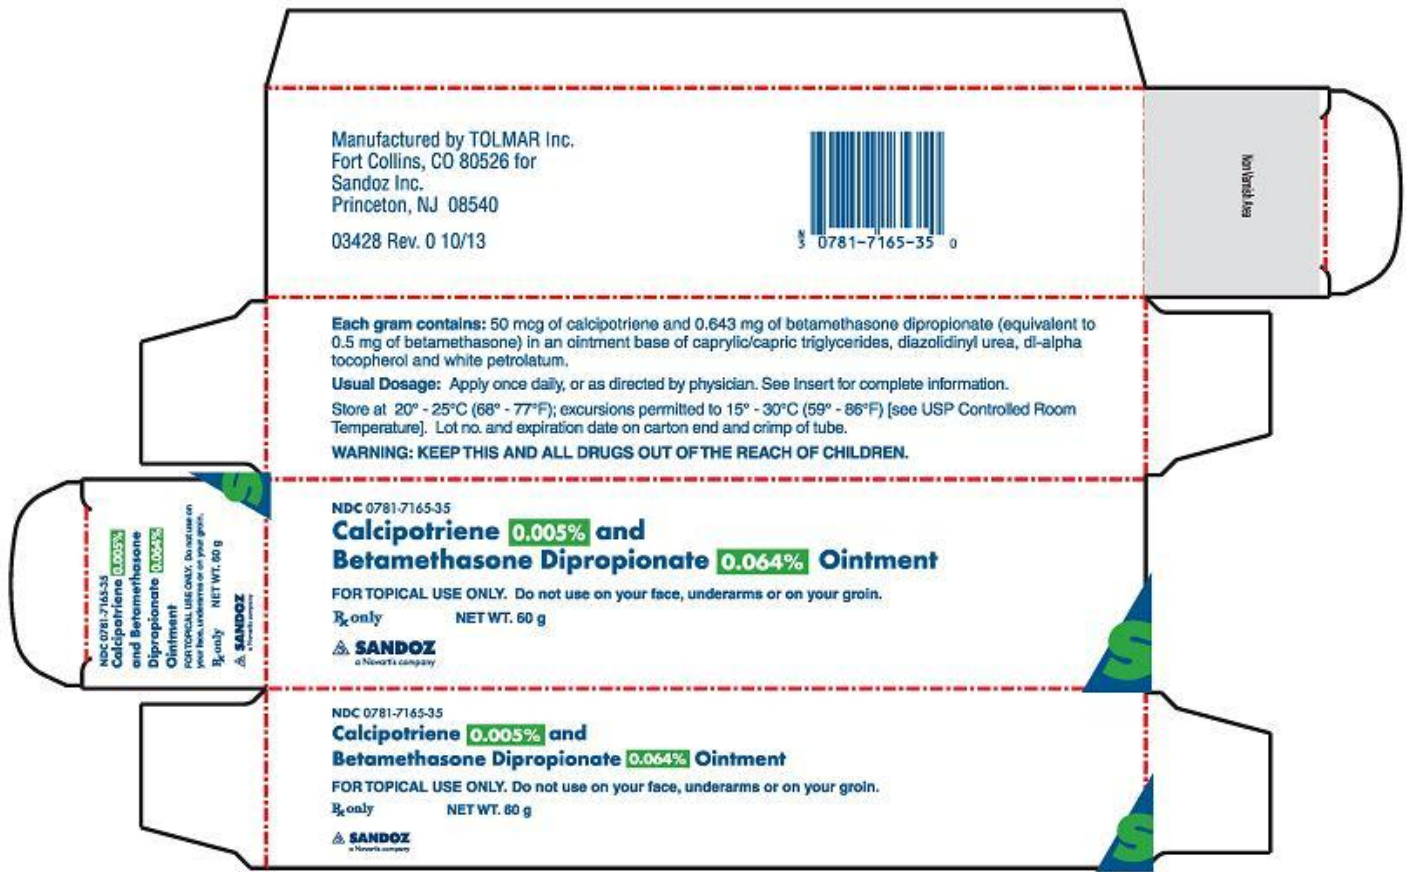 Manufactured by TOLMAR Inc.
Fort Collins, CO 80526 for
Sandoz Inc.
Princeton, NJ 08540
03428 Rev. 0 10/13
3 0781-7165-35 0
Non Varnish Area
Each gram contains: 50 mcg of calcipotriene and 0.643 mg of betamethasone dipropionate (equivalent to
0.5 mg of betamethasone) in an ointment base of caprylic/capric triglycerides, diazolidinyl urea, dl-alpha
tocopherol and white petrolatum.
Usual Dosage: Apply once daily, or as directed by physician. See Insert for complete information.
Store at 20° - 25°C (68° - 77°F); excursions permitted to 15° - 30°C (59° - 86°F) [see USP Controlled Room
Temperature]. Lot no. and expiration date on carton end and crimp of tube.
WARNING: KEEP THIS AND ALL DRUGS OUT OF THE REACH OF CHILDREN.
S
NDC 0781-7165-35
Calcipotriene 0.005%
and Betamethasone
Dipropionate 0.064%
Ointment
FOR TOPICAL USE ONLY. Do not use on
your face, underarms or on your groin.
Rx only NET WT. 60 g
SANDOZ
a Novartis company
NDC 0781-7165-35
Calcipotriene 0.005% and
Betamethasone Dipropionate 0.064% Ointment
FOR TOPICAL USE ONLY. Do not use on your face, underarms or on your groin.
Rx only NET WT. 60 g
SANDOZ
a Novartis company
S
NDC 0781-7165-35
Calcipotriene 0.005% and
Betamethasone Dipropionate 0.064% Ointment
FOR TOPICAL USE ONLY. Do not use on your face, underarms or on your groin.
Rx only NET WT. 60 g
SANDOZ
a Novartis company
S